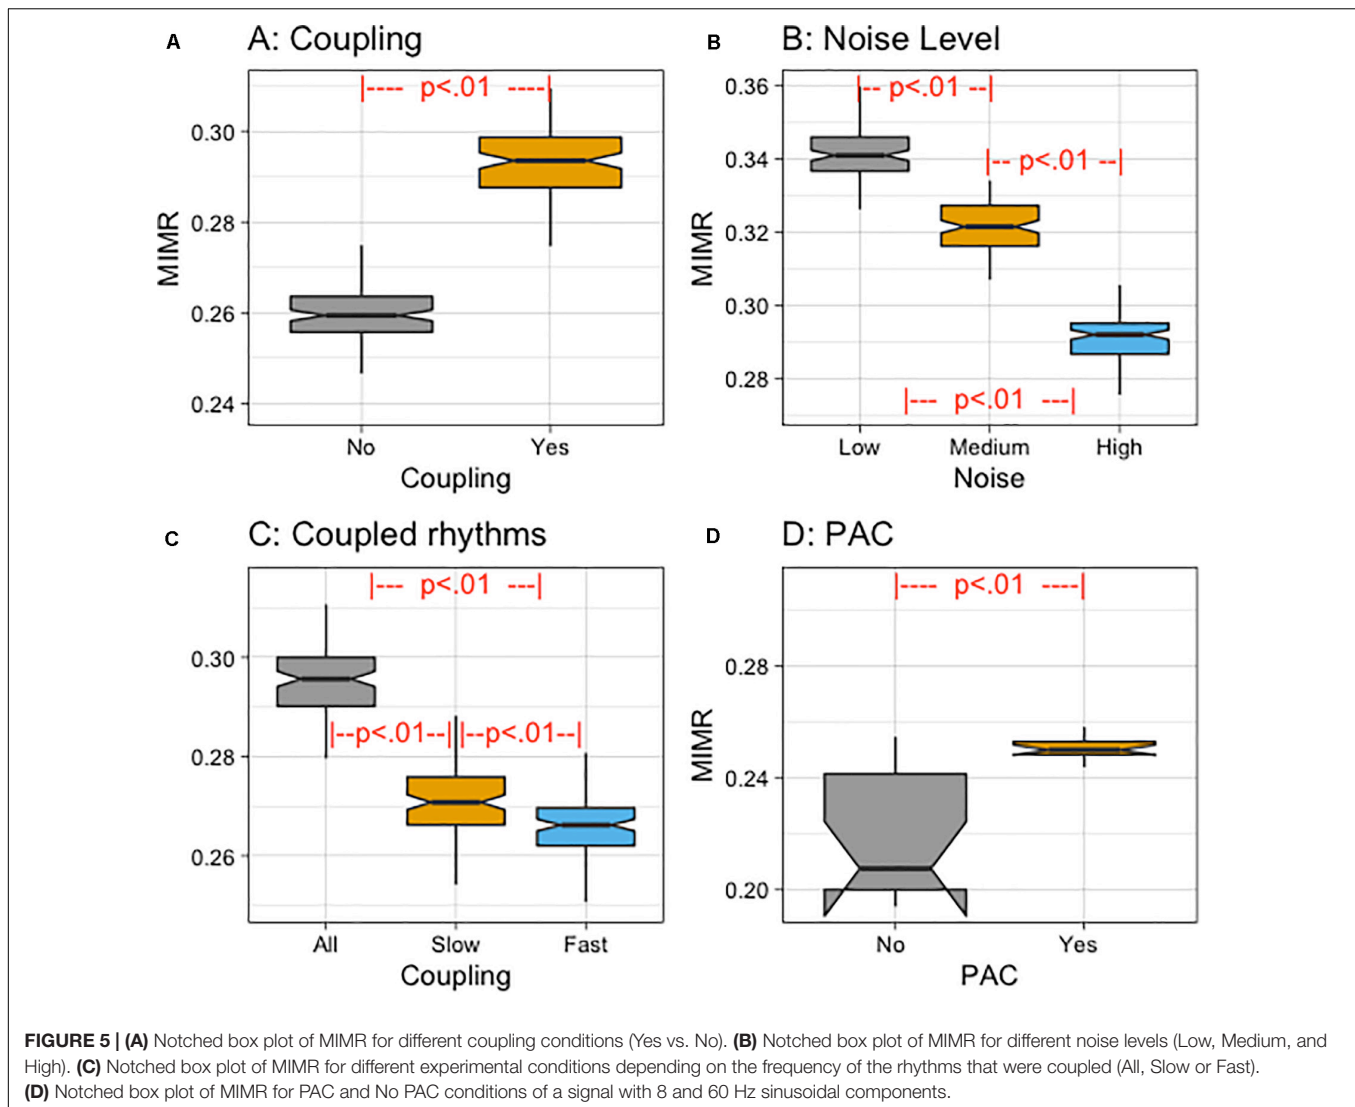 A
A: Coupling
|---- p<.01 ----|
0.30
0.28
0.26
0.24
MIMR
No
Yes
Coupling
B
B: Noise Level
|-- p<.01 --|
|-- p<.01 --|
|--- p<.01 ---|
0.36
0.34
0.32
0.30
0.28
MIMR
Low
Medium
High
Noise
C
C: Coupled rhythms
|--- p<.01 ---|
|--p<.01--|
|--p<.01--|
0.30
0.28
0.26
All
Slow
Fast
Coupling
D
D: PAC
|---- p<.01 ----|
0.28
0.24
0.20
MIMR
No
Yes
PAC
FIGURE 5 | (A) Notched box plot of MIMR for different coupling conditions (Yes vs. No). (B) Notched box plot of MIMR for different noise levels (Low, Medium, and
High). (C) Notched box plot of MIMR for different experimental conditions depending on the frequency of the rhythms that were coupled (All, Slow or Fast).
(D) Notched box plot of MIMR for PAC and No PAC conditions of a signal with 8 and 60 Hz sinusoidal components.